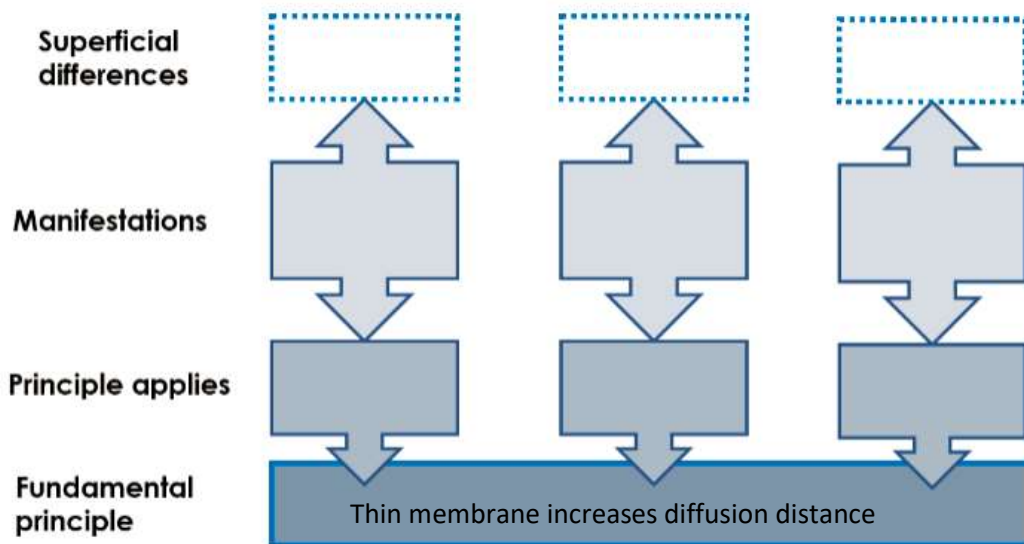 Superficial
differences
Manifestations
Principle applies
Fundamental
principle
Thin membrane increases diffusion distance